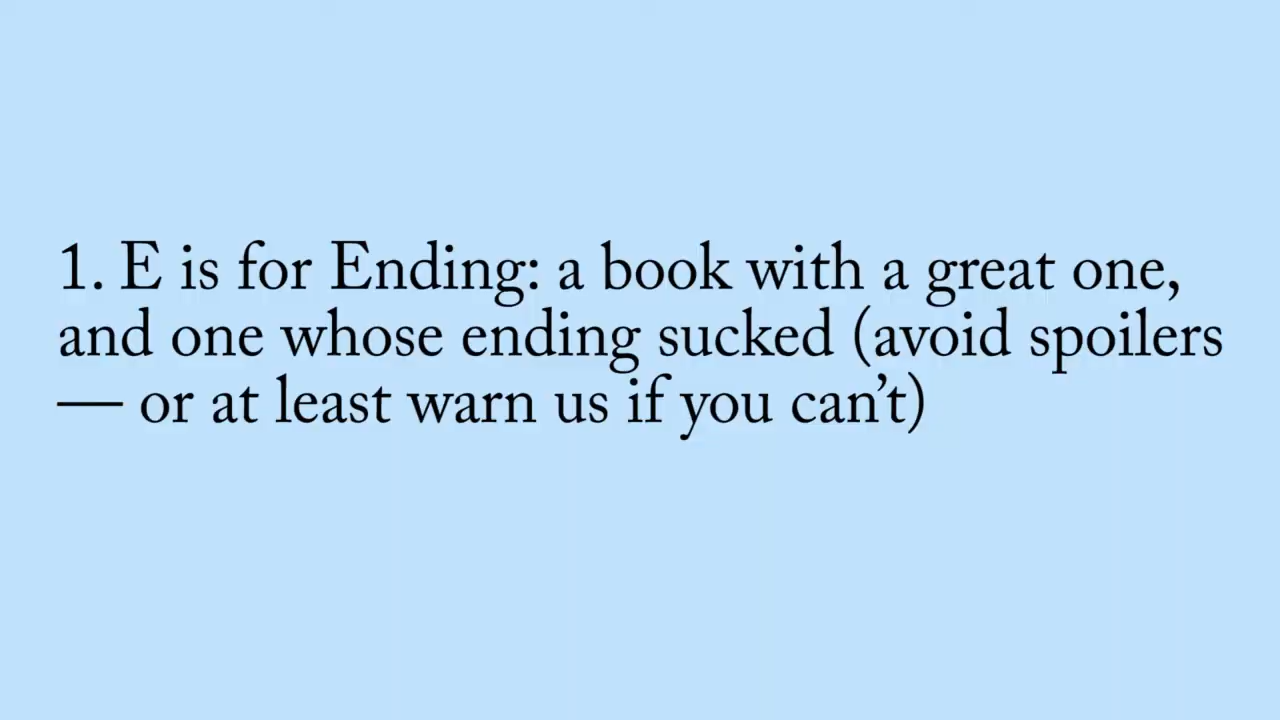 1. E is for Ending: a book with a great one,
and one whose ending sucked (avoid spoilers
— or at least warn us if you can’t)